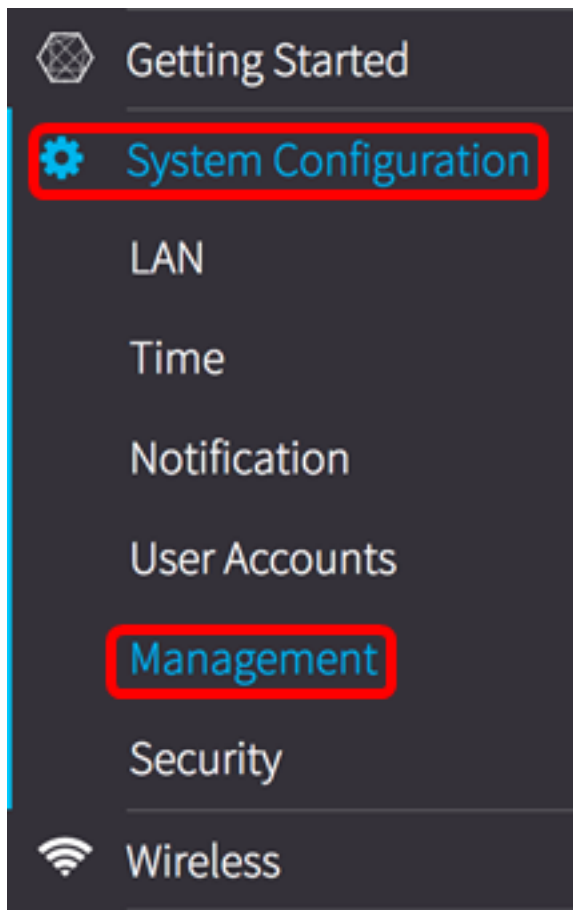 Getting Started
System Configuration
LAN
Time
Notification
User Accounts
Management
Security
Wireless